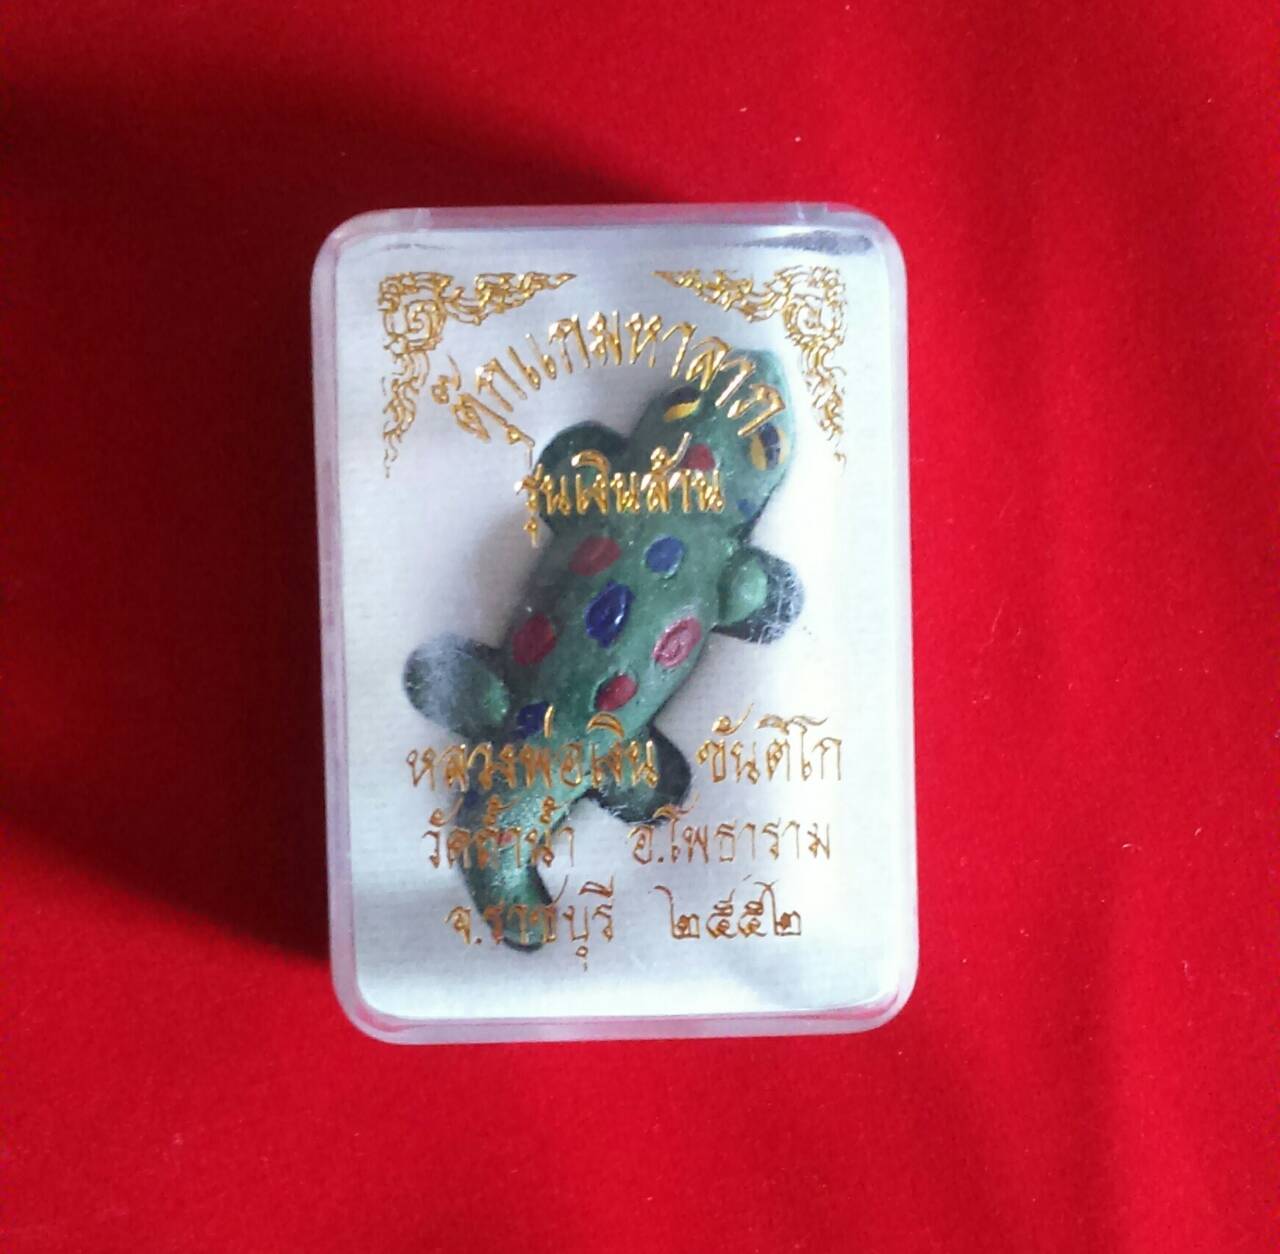 ตุ๊กแกมหาลาภ
รุ่นเงินล้าน
หลวงพ่อเงิน ขันติโก
วัดถ้ำน้ำ อ.โพธาราม
จ.ราชบุรี ๒๕๕๒